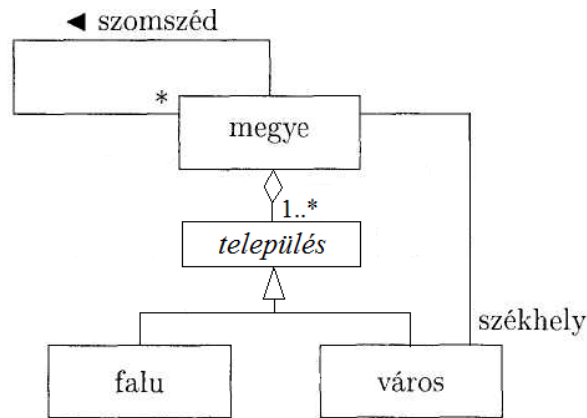 ◄ szomszéd
*
megye
1..*
település
székhely
falu
város